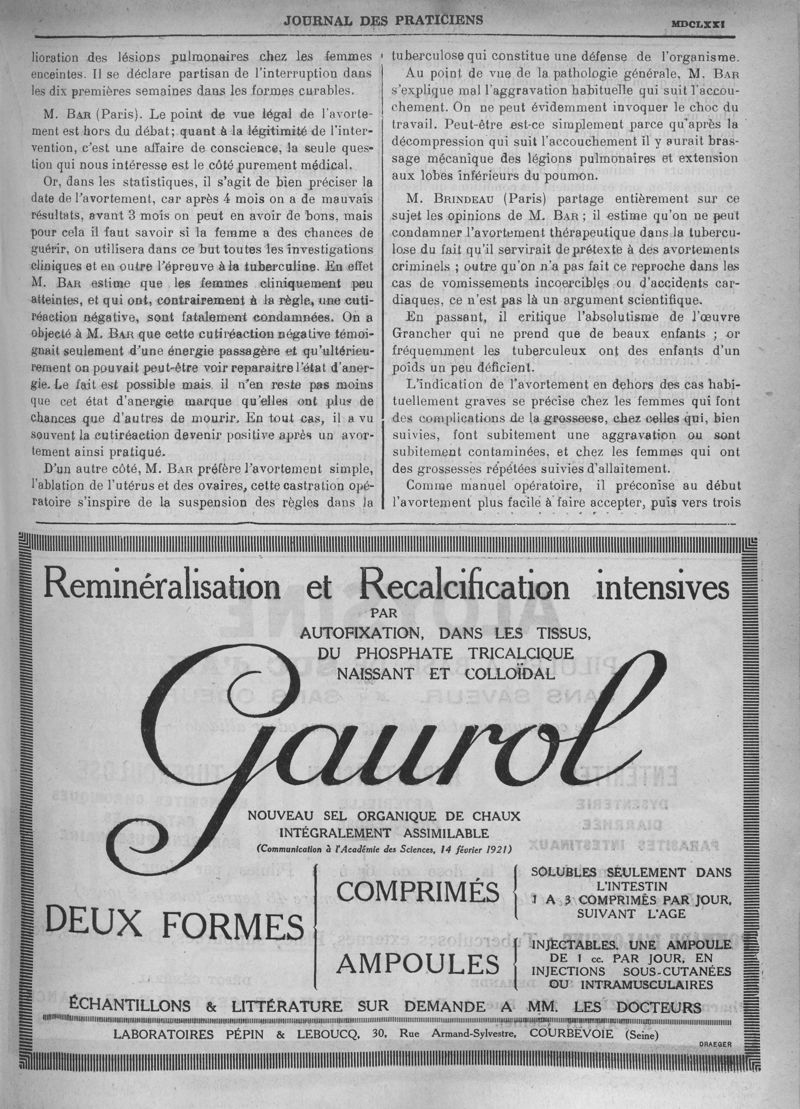 JOURNAL DES PRATICIENS
MDCLXXI
lioration des lésions pulmonaires chez les femmes
enceintes. Il se déclare partisan de l'interruption dans
les dix premières semaines dans les formes curables.
M. BAR (Paris). Le point de vue légal de l'avorte-
ment est hors du débat; quant à la légitimité de l'inter-
vention, c'est une affaire de conscience, la seule ques-
tion qui nous intéresse est le côté purement médical.
Or, dans les statistiques, il s'agit de bien préciser la
date de l'avortement, car après 4 mois on a de mauvais
résultats, avant 3 mois on peut en avoir de bons, mais
pour cela il faut savoir si la femme a des chances de
guérir, on utilisera dans ce but toutes les investigations
cliniques et en outre l'épreuve à la tuberculine. En effet
M. BAR estime que les femmes cliniquement peu
atteintes, et qui ont, contrairement à la règle, une cuti-
réaction négative, sont fatalement condamnées. On a
objecté à M. BAR que cette cutiréaction négative témoi-
gnait seulement d'une énergie passagère et qu'ultérieu-
rement on pouvait peut-être voir reparaître l'état d'aner-
gie. Le fait est possible mais il n'en reste pas moins
que cet état d'anergie marque qu'elles ont plus de
chances que d'autres de mourir. En tout cas, il a vu
souvent la cutiréaction devenir positive après un avor-
tement ainsi pratiqué.
D'un autre côté, M. BAR préfère l'avortement simple,
l'ablation de l'utérus et des ovaires, cette castration opé-
ratoire s'inspire de la suspension des règles dans la
tuberculose qui constitue une défense de l'organisme.
Au point de vue de la pathologie générale, M. BAR
s'explique mal l'aggravation habituelle qui suit l'accou-
chement. On ne peut évidemment invoquer le choc du
travail. Peut-être est-ce simplement parce qu'après la
décompression qui suit l'accouchement il y aurait bras-
sage mécanique des légions pulmonaires et extension
aux lobes inférieurs du poumon.
M. BRINDEAU (Paris) partage entièrement sur ce
sujet les opinions de M. BAR; il estime qu'on ne peut
condamner l'avortement thérapeutique dans la tubercu-
lose du fait qu'il servirait de prétexte à des avortements
criminels ; outre qu'on n'a pas fait ce reproche dans les
cas de vomissements incoercibles ou d'accidents car-
diaques, ce n'est pas là un argument scientifique.
En passant, il critique l'absolutisme de l'œuvre
Grancher qui ne prend que de beaux enfants ; or
fréquemment les tuberculeux ont des enfants d'un
poids un peu déficient.
L'indication de l'avortement en dehors des cas habi-
tuellement graves se précise chez les femmes qui font
des complications de la grossesse, chez celles qui, bien
suivies, font subitement une aggravation ou sont
subitement contaminées, et chez les femmes qui ont
des grossesses répétées suivies d'allaitement.
Comme manuel opératoire, il préconise au début
l'avortement plus facile à faire accepter, puis vers trois
Reminéralisation et Recalcification intensives
PAR
AUTOFIXATION, DANS LES TISSUS,
DU PHOSPHATE TRICALCIQUE
NAISSANT ET COLLOÏDAL
Gaurol
NOUVEAU SEL ORGANIQUE DE CHAUX
INTÉGRALEMENT ASSIMILABLE
(Communication à l'Académie des Sciences, 14 février 1921)
DEUX FORMES
COMPRIMÉS
SOLUBLES SEULEMENT DANS
L'INTESTIN
1 A 3 COMPRIMÉS PAR JOUR,
SUIVANT L'AGE
AMPOULES
INJECTABLES, UNE AMPOULE
DE 1 cc. PAR JOUR, EN
INJECTIONS SOUS-CUTANÉES
OU INTRAMUSCULAIRES
ÉCHANTILLONS & LITTÉRATURE SUR DEMANDE A MM. LES DOCTEURS
LABORATOIRES PÉPIN & LEBOUCQ, 30, Rue Armand-Sylvestre, COURBEVOIE (Seine)
DRAEGER